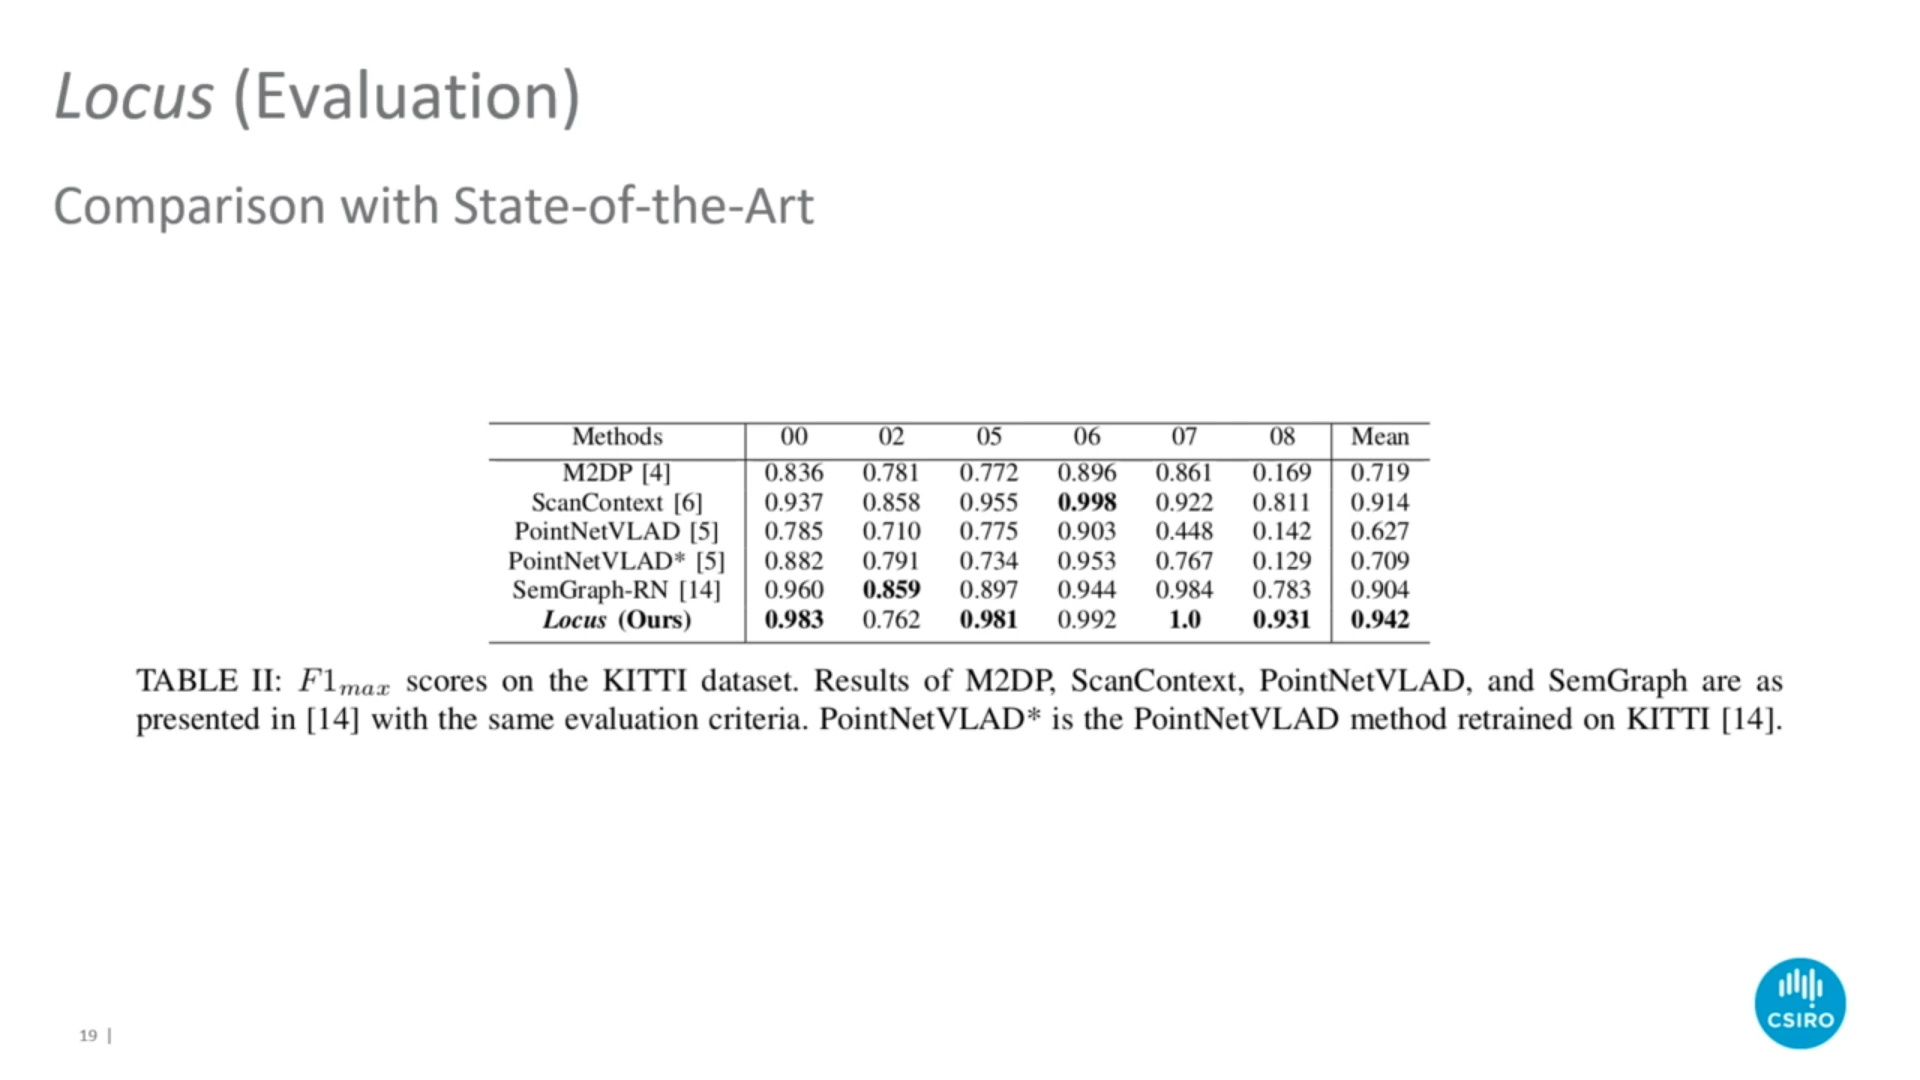 Locus (Evaluation)
Comparison with State-of-the-Art
Methods 00 02 05 06 07 08 Mean
M2DP [4] 0.836 0.781 0.772 0.896 0.861 0.169 0.719
ScanContext [6] 0.937 0.858 0.955 0.998 0.922 0.811 0.914
PointNetVLAD [5] 0.785 0.710 0.775 0.903 0.448 0.142 0.627
PointNetVLAD* [5] 0.882 0.791 0.734 0.953 0.767 0.129 0.709
SemGraph-RN [14] 0.960 0.859 0.897 0.944 0.984 0.783 0.904
Locus (Ours) 0.983 0.762 0.981 0.992 1.0 0.931 0.942
TABLE II: F1max scores on the KITTI dataset. Results of M2DP, ScanContext, PointNetVLAD, and SemGraph are as
presented in [14] with the same evaluation criteria. PointNetVLAD* is the PointNetVLAD method retrained on KITTI [14].
CSIRO
19 |